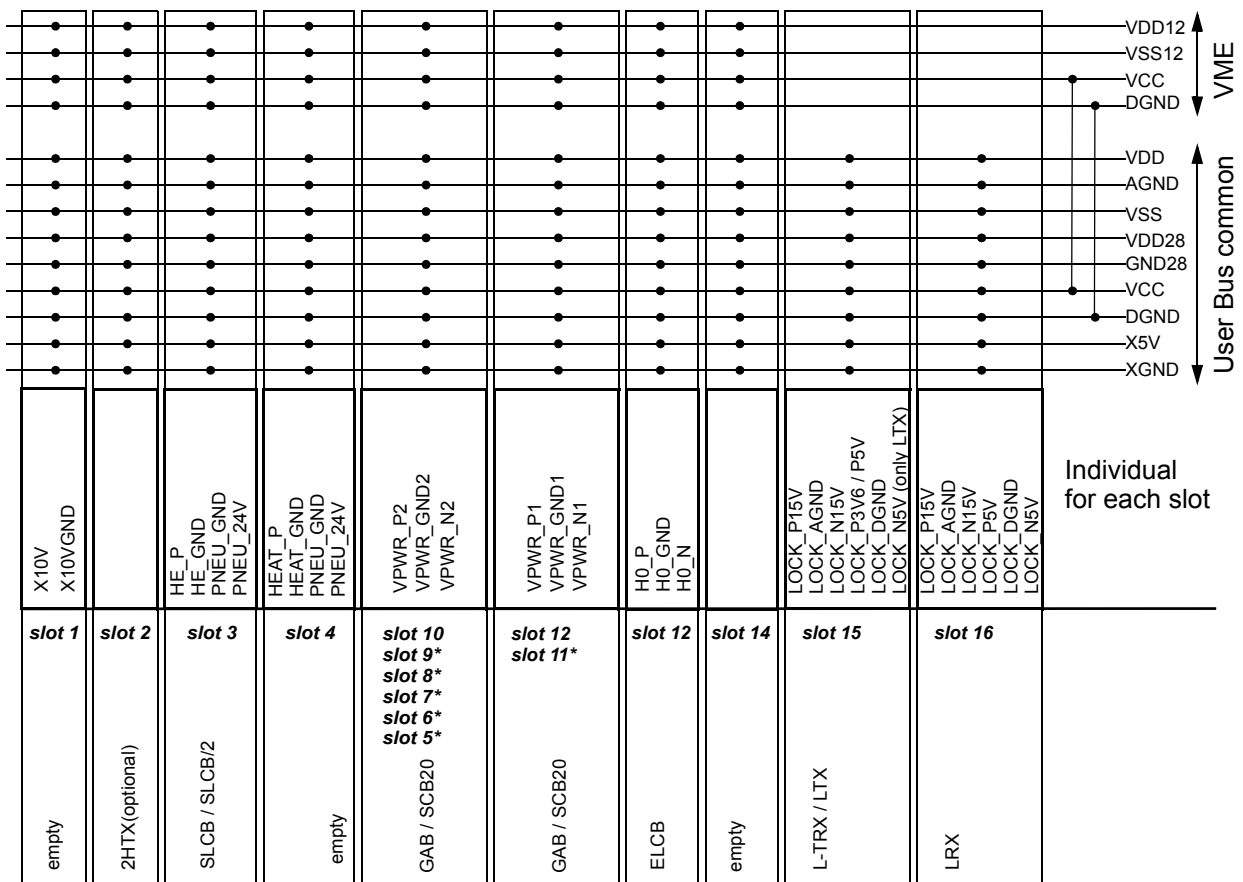 VDD12
VSS12
VCC
DGND
VME
VDD
AGND
VSS
VDD28
GND28
VCC
DGND
X5V
XGND
User Bus common
X10V
X10VGND
HE_P
HE_GND
PNEU_GND
PNEU_24V
HEAT_P
HEAT_GND
PNEU_GND
PNEU_24V
VPWR_P2
VPWR_GND2
VPWR_N2
VPWR_P1
VPWR_GND1
VPWR_N1
H0_P
H0_GND
H0_N
LOCK_P15V
LOCK_AGND
LOCK_N15V
LOCK_P3V6 / P5V
LOCK_DGND
LOCK_N5V (only LTX)
LOCK_P15V
LOCK_AGND
LOCK_N15V
LOCK_P5V
LOCK_DGND
LOCK_N5V
Individual
for each slot
slot 1
slot 2
slot 3
slot 4
slot 10
slot 9*
slot 8*
slot 7*
slot 6*
slot 5*
slot 12
slot 11*
slot 12
slot 14
slot 15
slot 16
empty
2HTX(optional)
SLCB / SLCB/2
empty
GAB / SCB20
GAB / SCB20
ELCB
empty
L-TRX / LTX
LRX